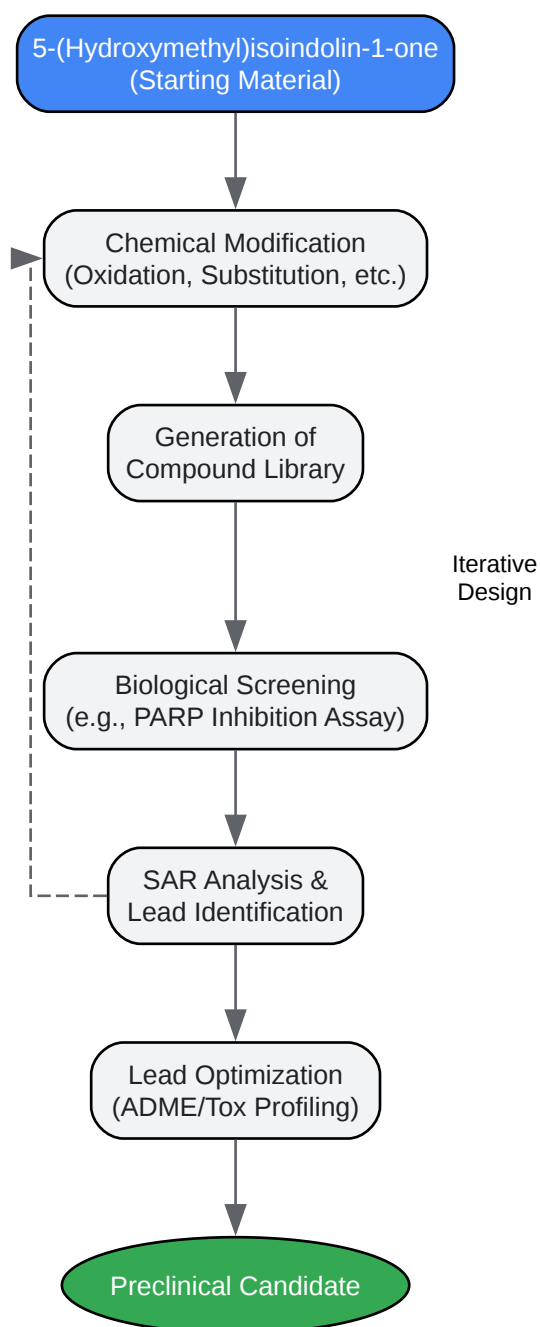 5-(Hydroxymethyl)isoindolin-1-one
(Starting Material)
Chemical Modification
(Oxidation, Substitution, etc.)
Generation of
Compound Library
Iterative
Design
Biological Screening
(e.g., PARP Inhibition Assay)
SAR Analysis &
Lead Identification
Lead Optimization
(ADME/Tox Profiling)
Preclinical Candidate